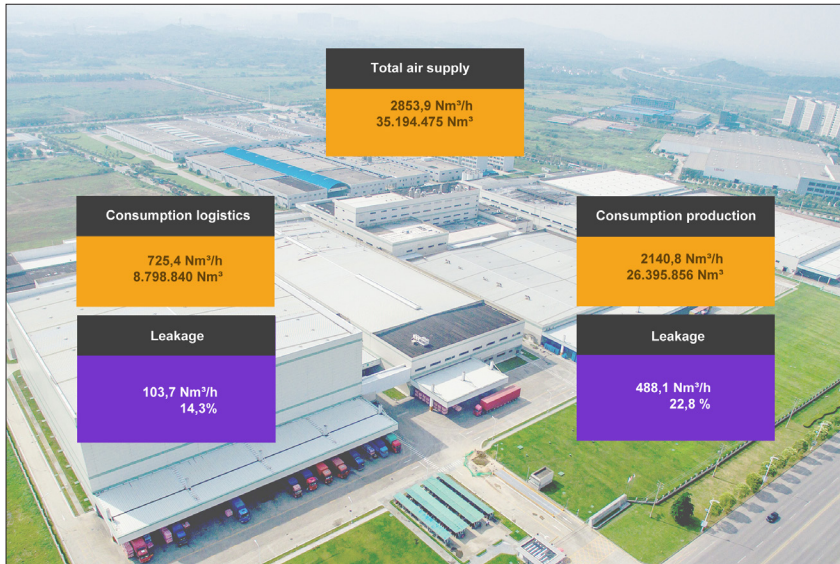 Total air supply
2853,9 Nm³/h
35.194.475 Nm³
Consumption logistics
725,4 Nm³/h
8.798.840 Nm³
Leakage
103,7 Nm³/h
14,3%
Consumption production
2140,8 Nm³/h
26.395.856 Nm³
Leakage
488,1 Nm³/h
22,8 %